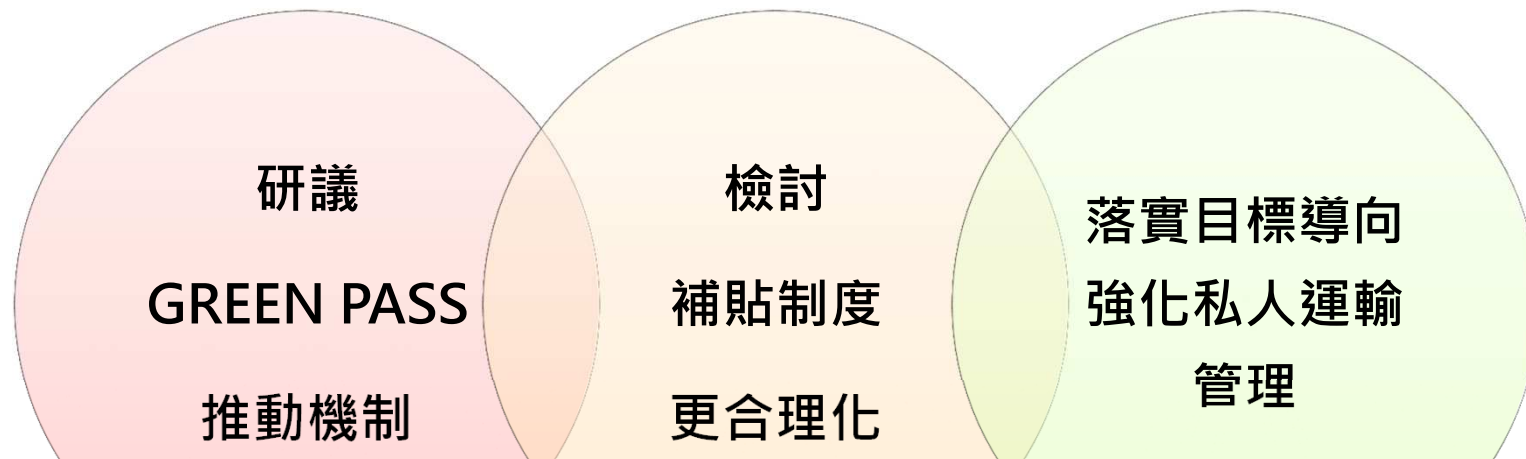 研議
GREEN PASS
推動機制
檢討
補貼制度
更合理化
落實目標導向
強化私人運輸
管理